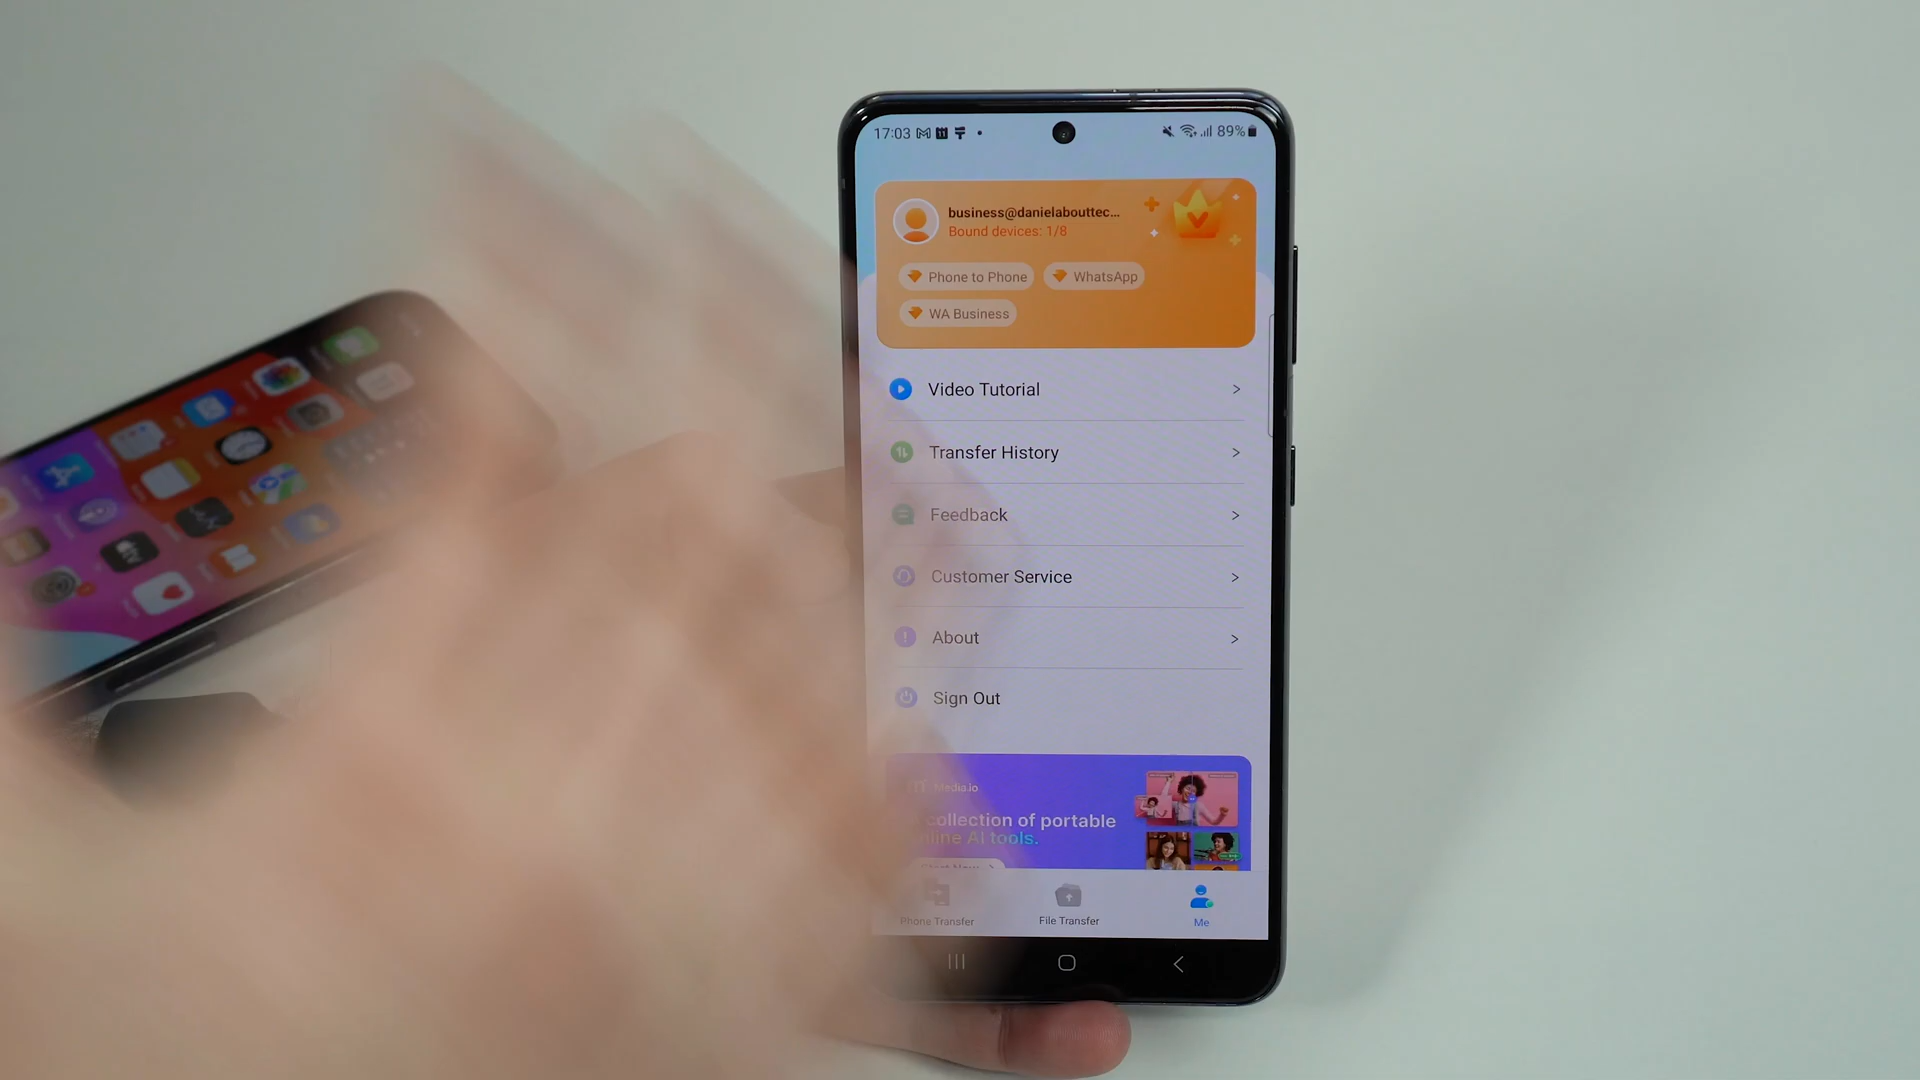 17:03 89%
business@danielabouttec...
Bound devices: 1/8
Phone to Phone WhatsApp
WA Business
Video Tutorial
Transfer History
Feedback
Customer Service
About
Sign Out
Media.io
collection of portable
AI tools.
Phone Transfer File Transfer Me